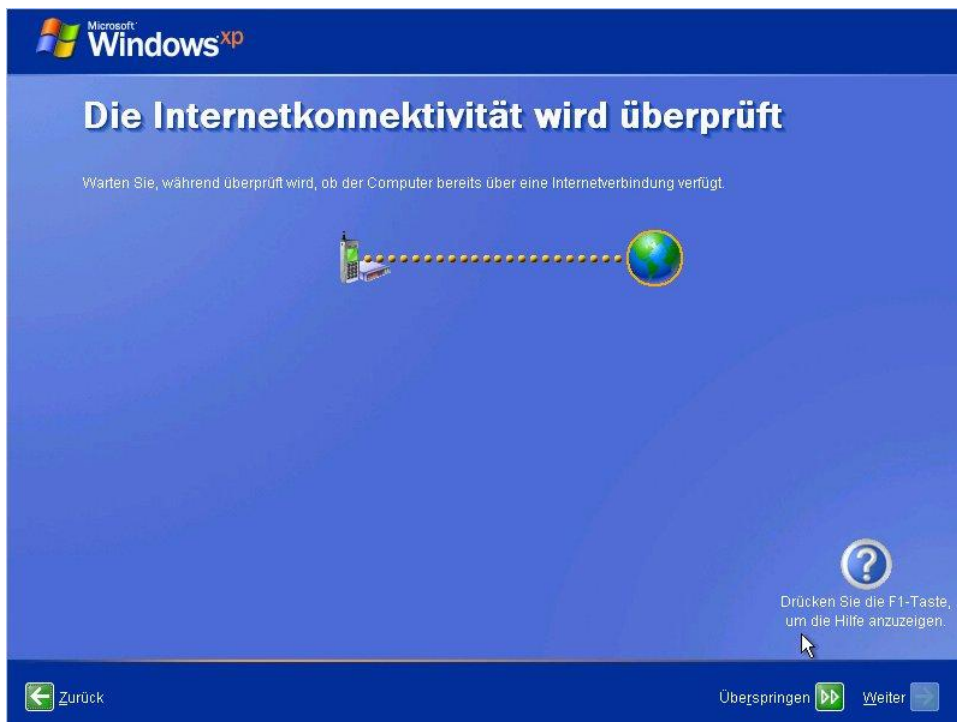 Microsoft
Windows xp
Die Internetkonnektivität wird überprüft
Warten Sie, während überprüft wird, ob der Computer bereits über eine Internetverbindung verfügt.
?
Drücken Sie die F1-Taste,
um die Hilfe anzuzeigen.
Zurück
Überspringen
Weiter